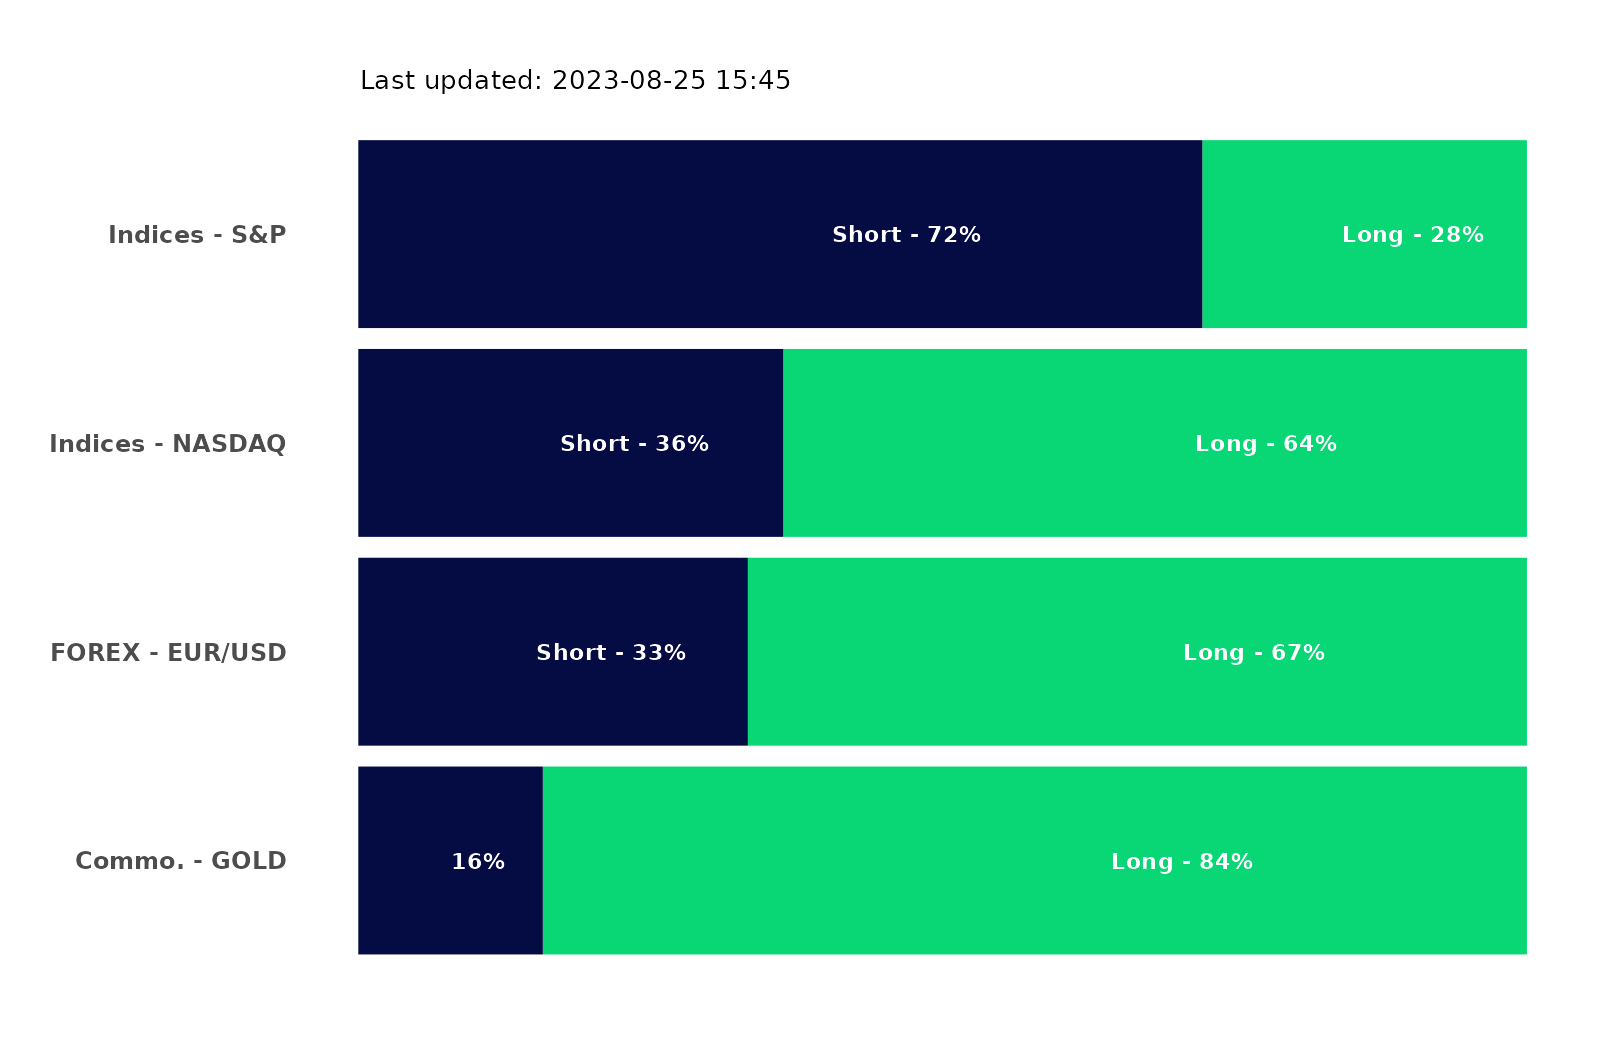 Last updated: 2023-08-25 15:45
Indices - S&P
Short - 72%
Long - 28%
Indices - NASDAQ
Short - 36%
Long - 64%
FOREX - EUR/USD
Short - 33%
Long - 67%
Commo. - GOLD
16%
Long - 84%